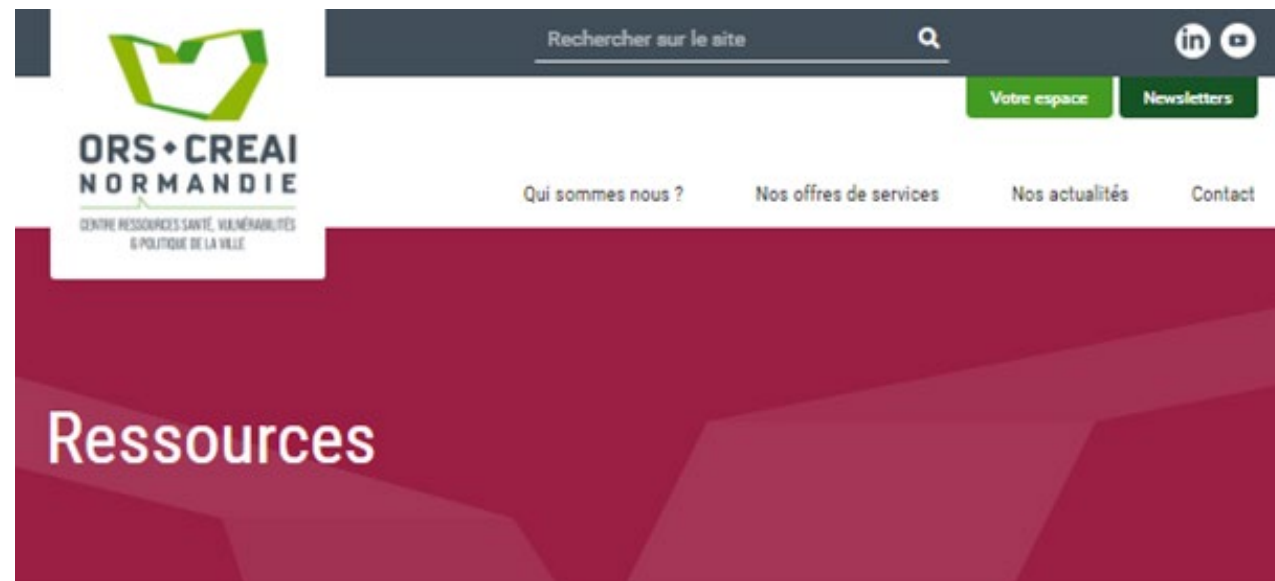 Rechercher sur le site
Votre espace
Newsletters
ORS CREAI
NORMANDIE
CENTRE RESSOURCES SANTÉ, VULNÉRABILITÉS
& POLITIQUE DE LA VILLE
Qui sommes nous ?
Nos offres de services
Nos actualités
Contact
Ressources